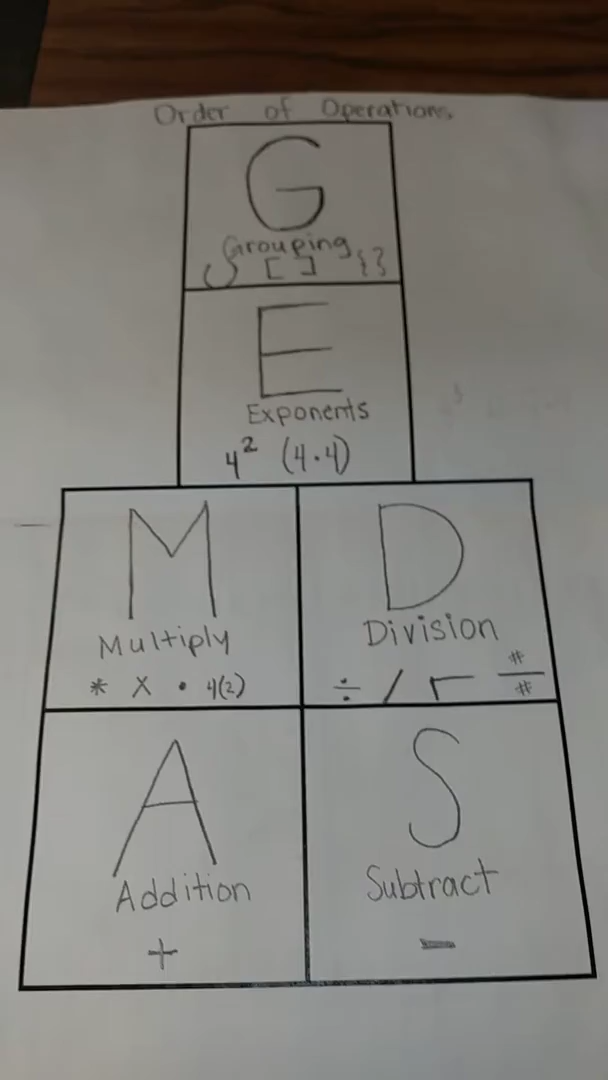 Order of Operations
G
Grouping
[ ] { }
E
Exponents
4² (4·4)
M
Multiply
* X • 4(2)
D
Division
÷ / ┌ #/#
A
Addition
+
S
Subtract
-